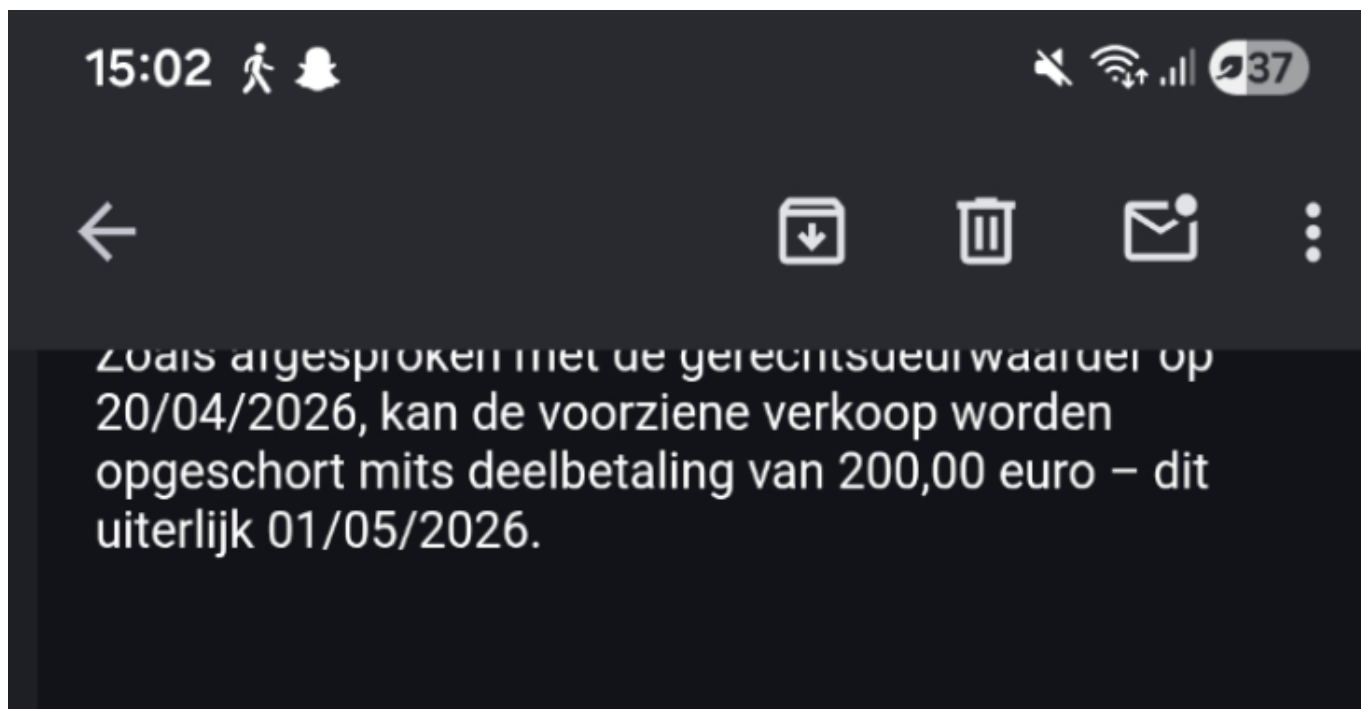 15:02
37
Zoals afgesproken met de gerechtsdeurwaarder op
20/04/2026, kan de voorziene verkoop worden
opgeschort mits deelbetaling van 200,00 euro – dit
uiterlijk 01/05/2026.